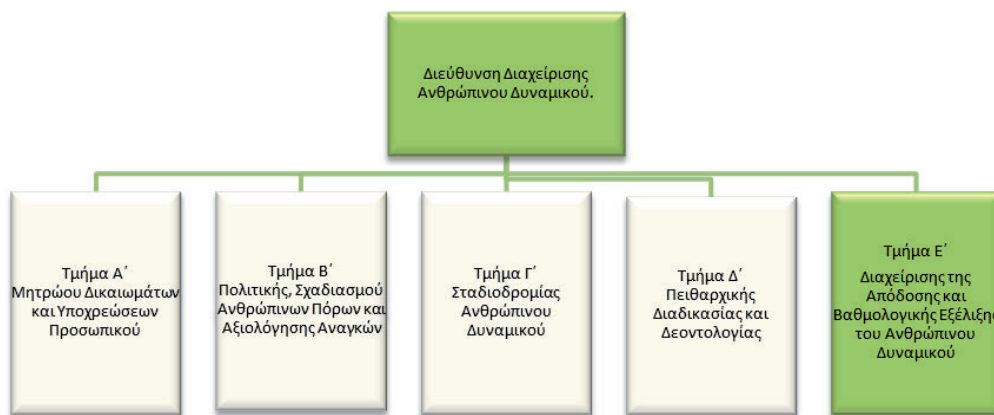 Διεύθυνση Διαχείρισης
Ανθρώπινου Δυναμικού.
Τμήμα Α΄
Μητρώου Δικαιωμάτων
και Υποχρεώσεων
Προσωπικού
Τμήμα Β΄
Πολιτικής, Σχαδιασμού
Ανθρώπινων Πόρων και
Αξιολόγησης Αναγκών
Τμήμα Γ΄
Σταδιοδρομίας
Ανθρώπινου
Δυναμικού
Τμήμα Δ΄
Πειθαρχικής
Διαδικασίας και
Δεοντολογίας
Τμήμα Ε΄
Διαχείρισης της
Απόδοσης και
Βαθμολογικής Εξέλιξης
του Ανθρώπινου
Δυναμικού